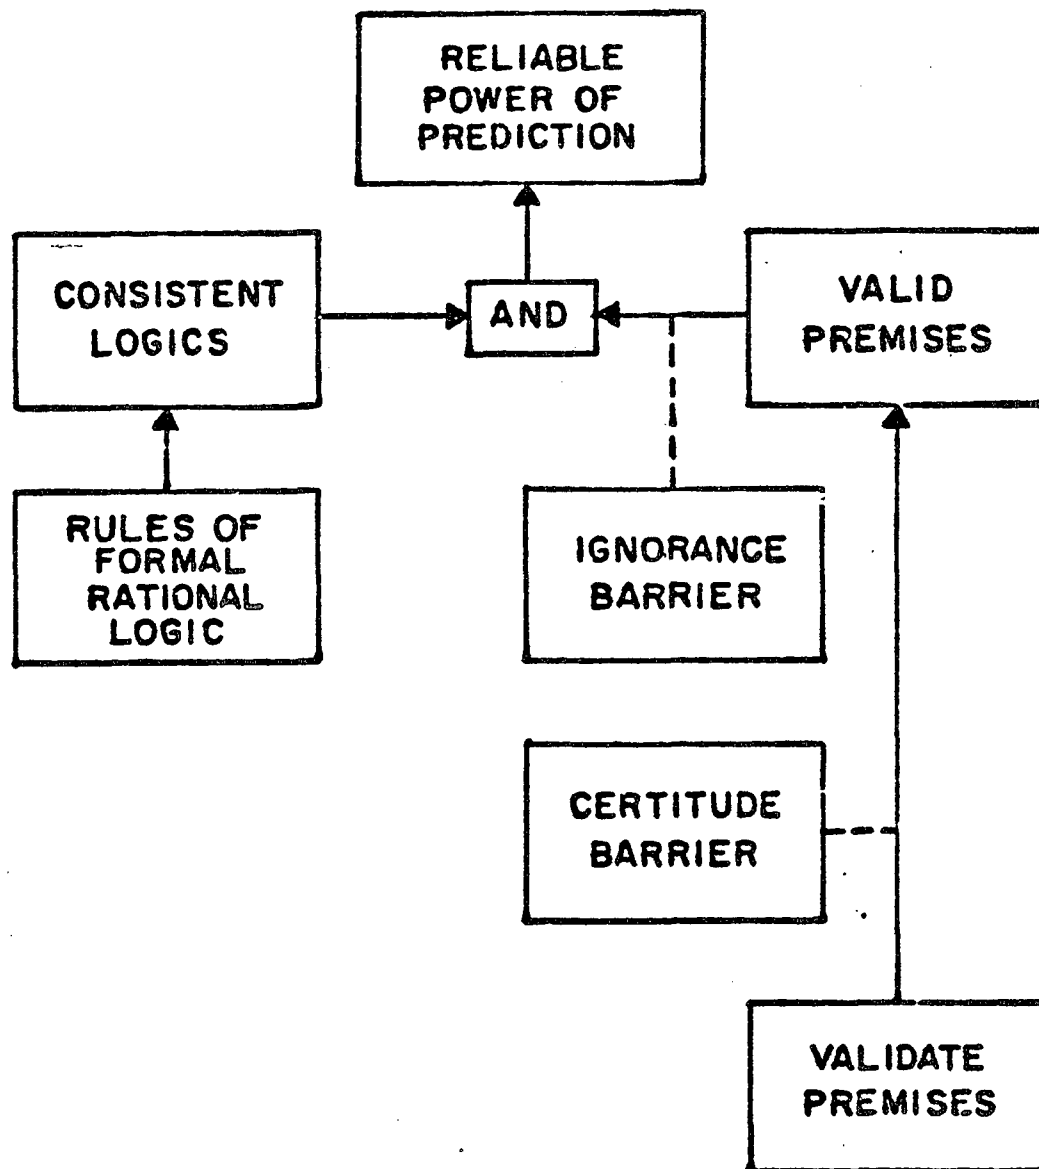 RELIABLE
POWER OF
PREDICTION
CONSISTENT
LOGICS
AND
VALID
PREMISES
RULES OF
FORMAL
RATIONAL
LOGIC
IGNORANCE
BARRIER
CERTITUDE
BARRIER
VALIDATE
PREMISES